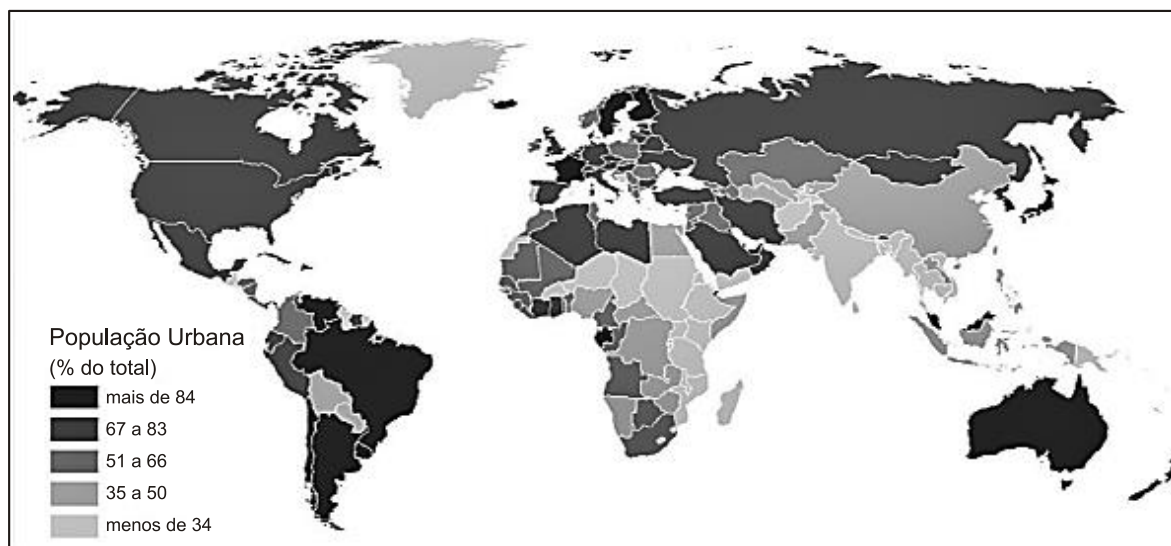 População Urbana
(% do total)
mais de 84
67 a 83
51 a 66
35 a 50
menos de 34